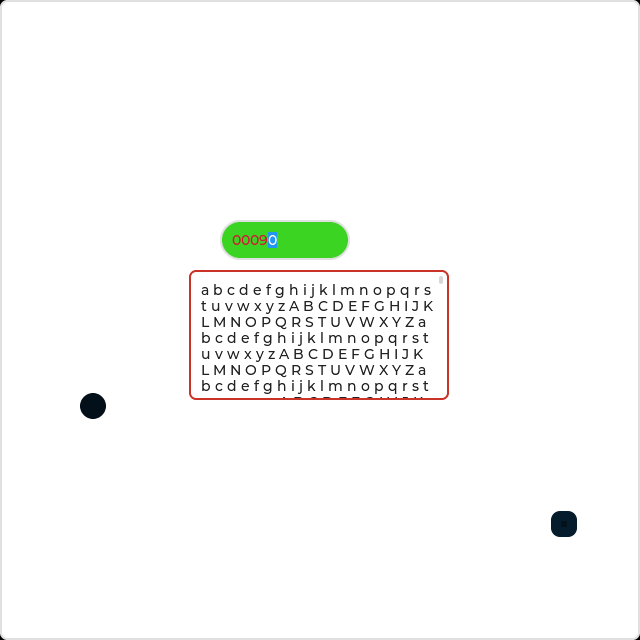 00090
a b c d e f g h i j k l m n o p q r s
t u v w x y z A B C D E F G H I J K
L M N O P Q R S T U V W X Y Z a
b c d e f g h i j k l m n o p q r s t
u v w x y z A B C D E F G H I J K
L M N O P Q R S T U V W X Y Z a
b c d e f g h i j k l m n o p q r s t